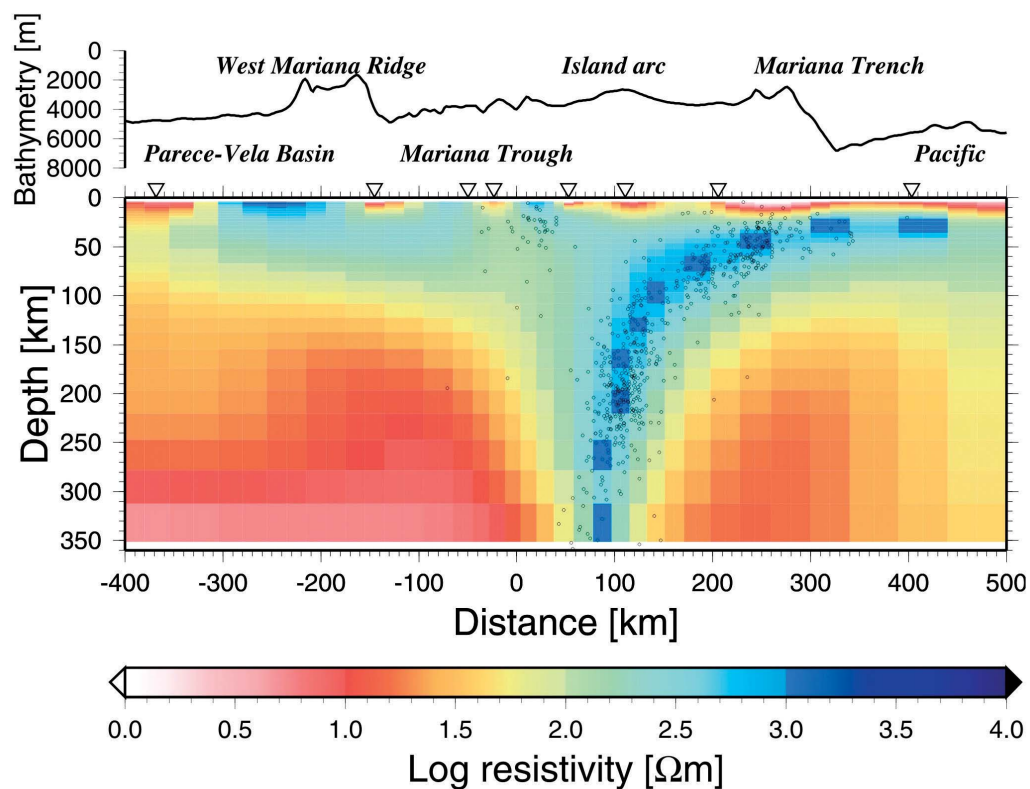 Bathymetry [m]
0
2000
4000
6000
8000
West Mariana Ridge
Island arc
Mariana Trench
Parece-Vela Basin
Mariana Trough
Pacific
Depth [km]
0
50
100
150
200
250
300
350
-400 -300 -200 -100 0 100 200 300 400 500
Distance [km]
0.0 0.5 1.0 1.5 2.0 2.5 3.0 3.5 4.0
Log resistivity [Ωm]